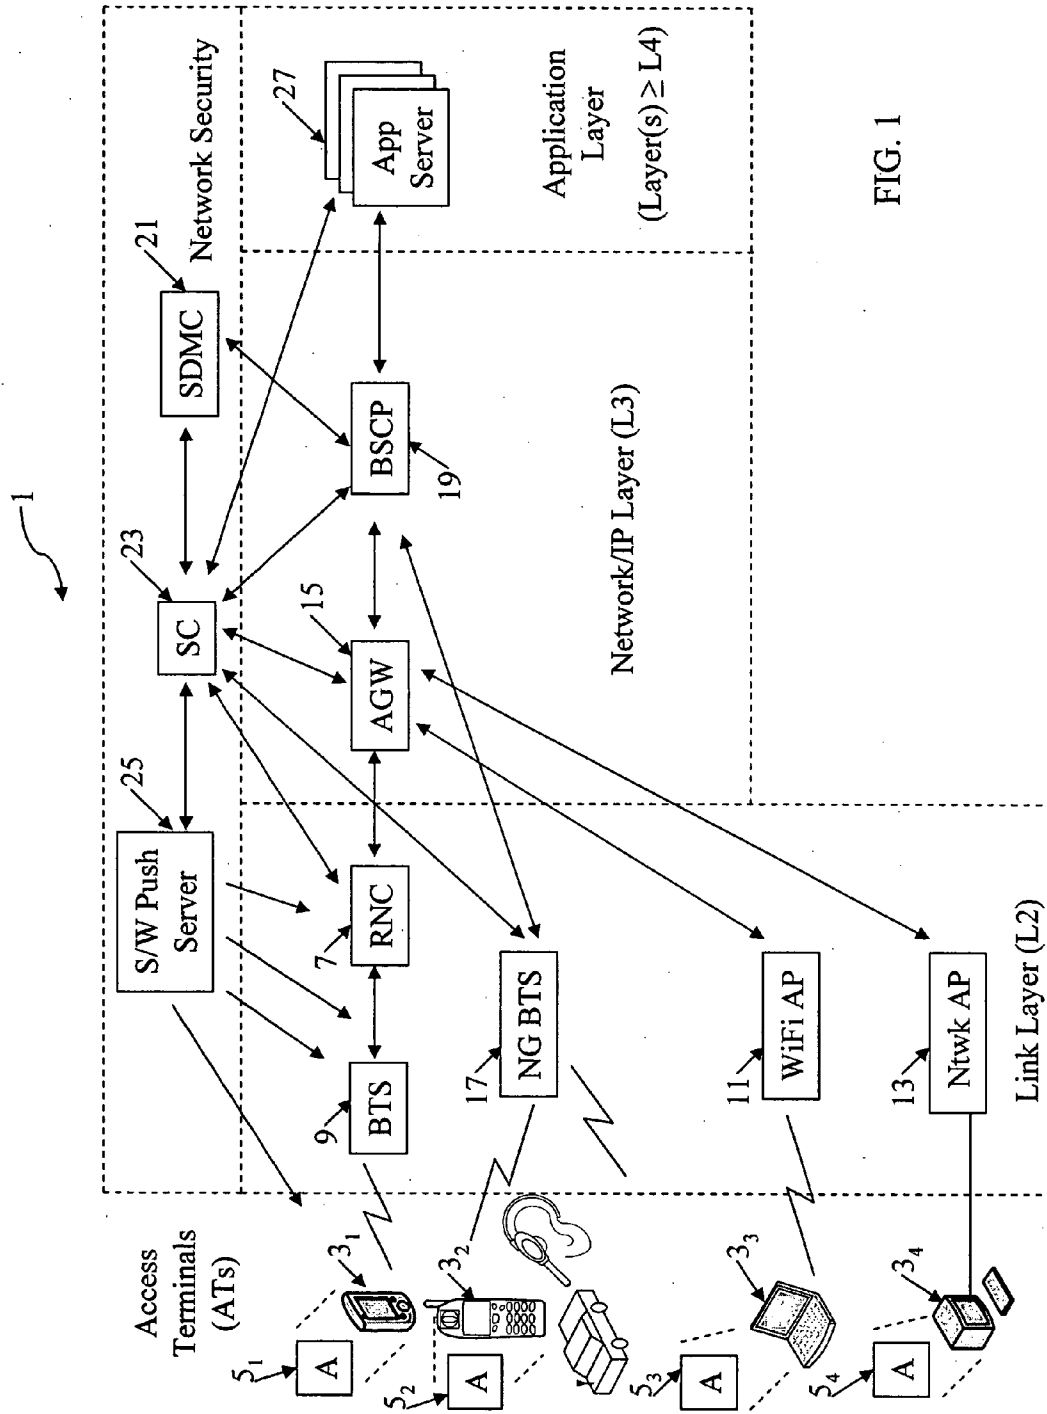 1
Network Security
S/W Push
Server
25
SC
23
SDMC
21
27
App
Server
Application
Layer
(Layer(s) ≥ L4)
BTS
9
RNC
7
AGW
15
BSCP
19
Network/IP Layer (L3)
NG BTS
17
WiFi AP
11
Ntwk AP
13
Link Layer (L2)
Access
Terminals
(ATs)
A
5₁
3₁
A
5₂
3₂
A
5₃
3₃
A
5₄
3₄
FIG. 1